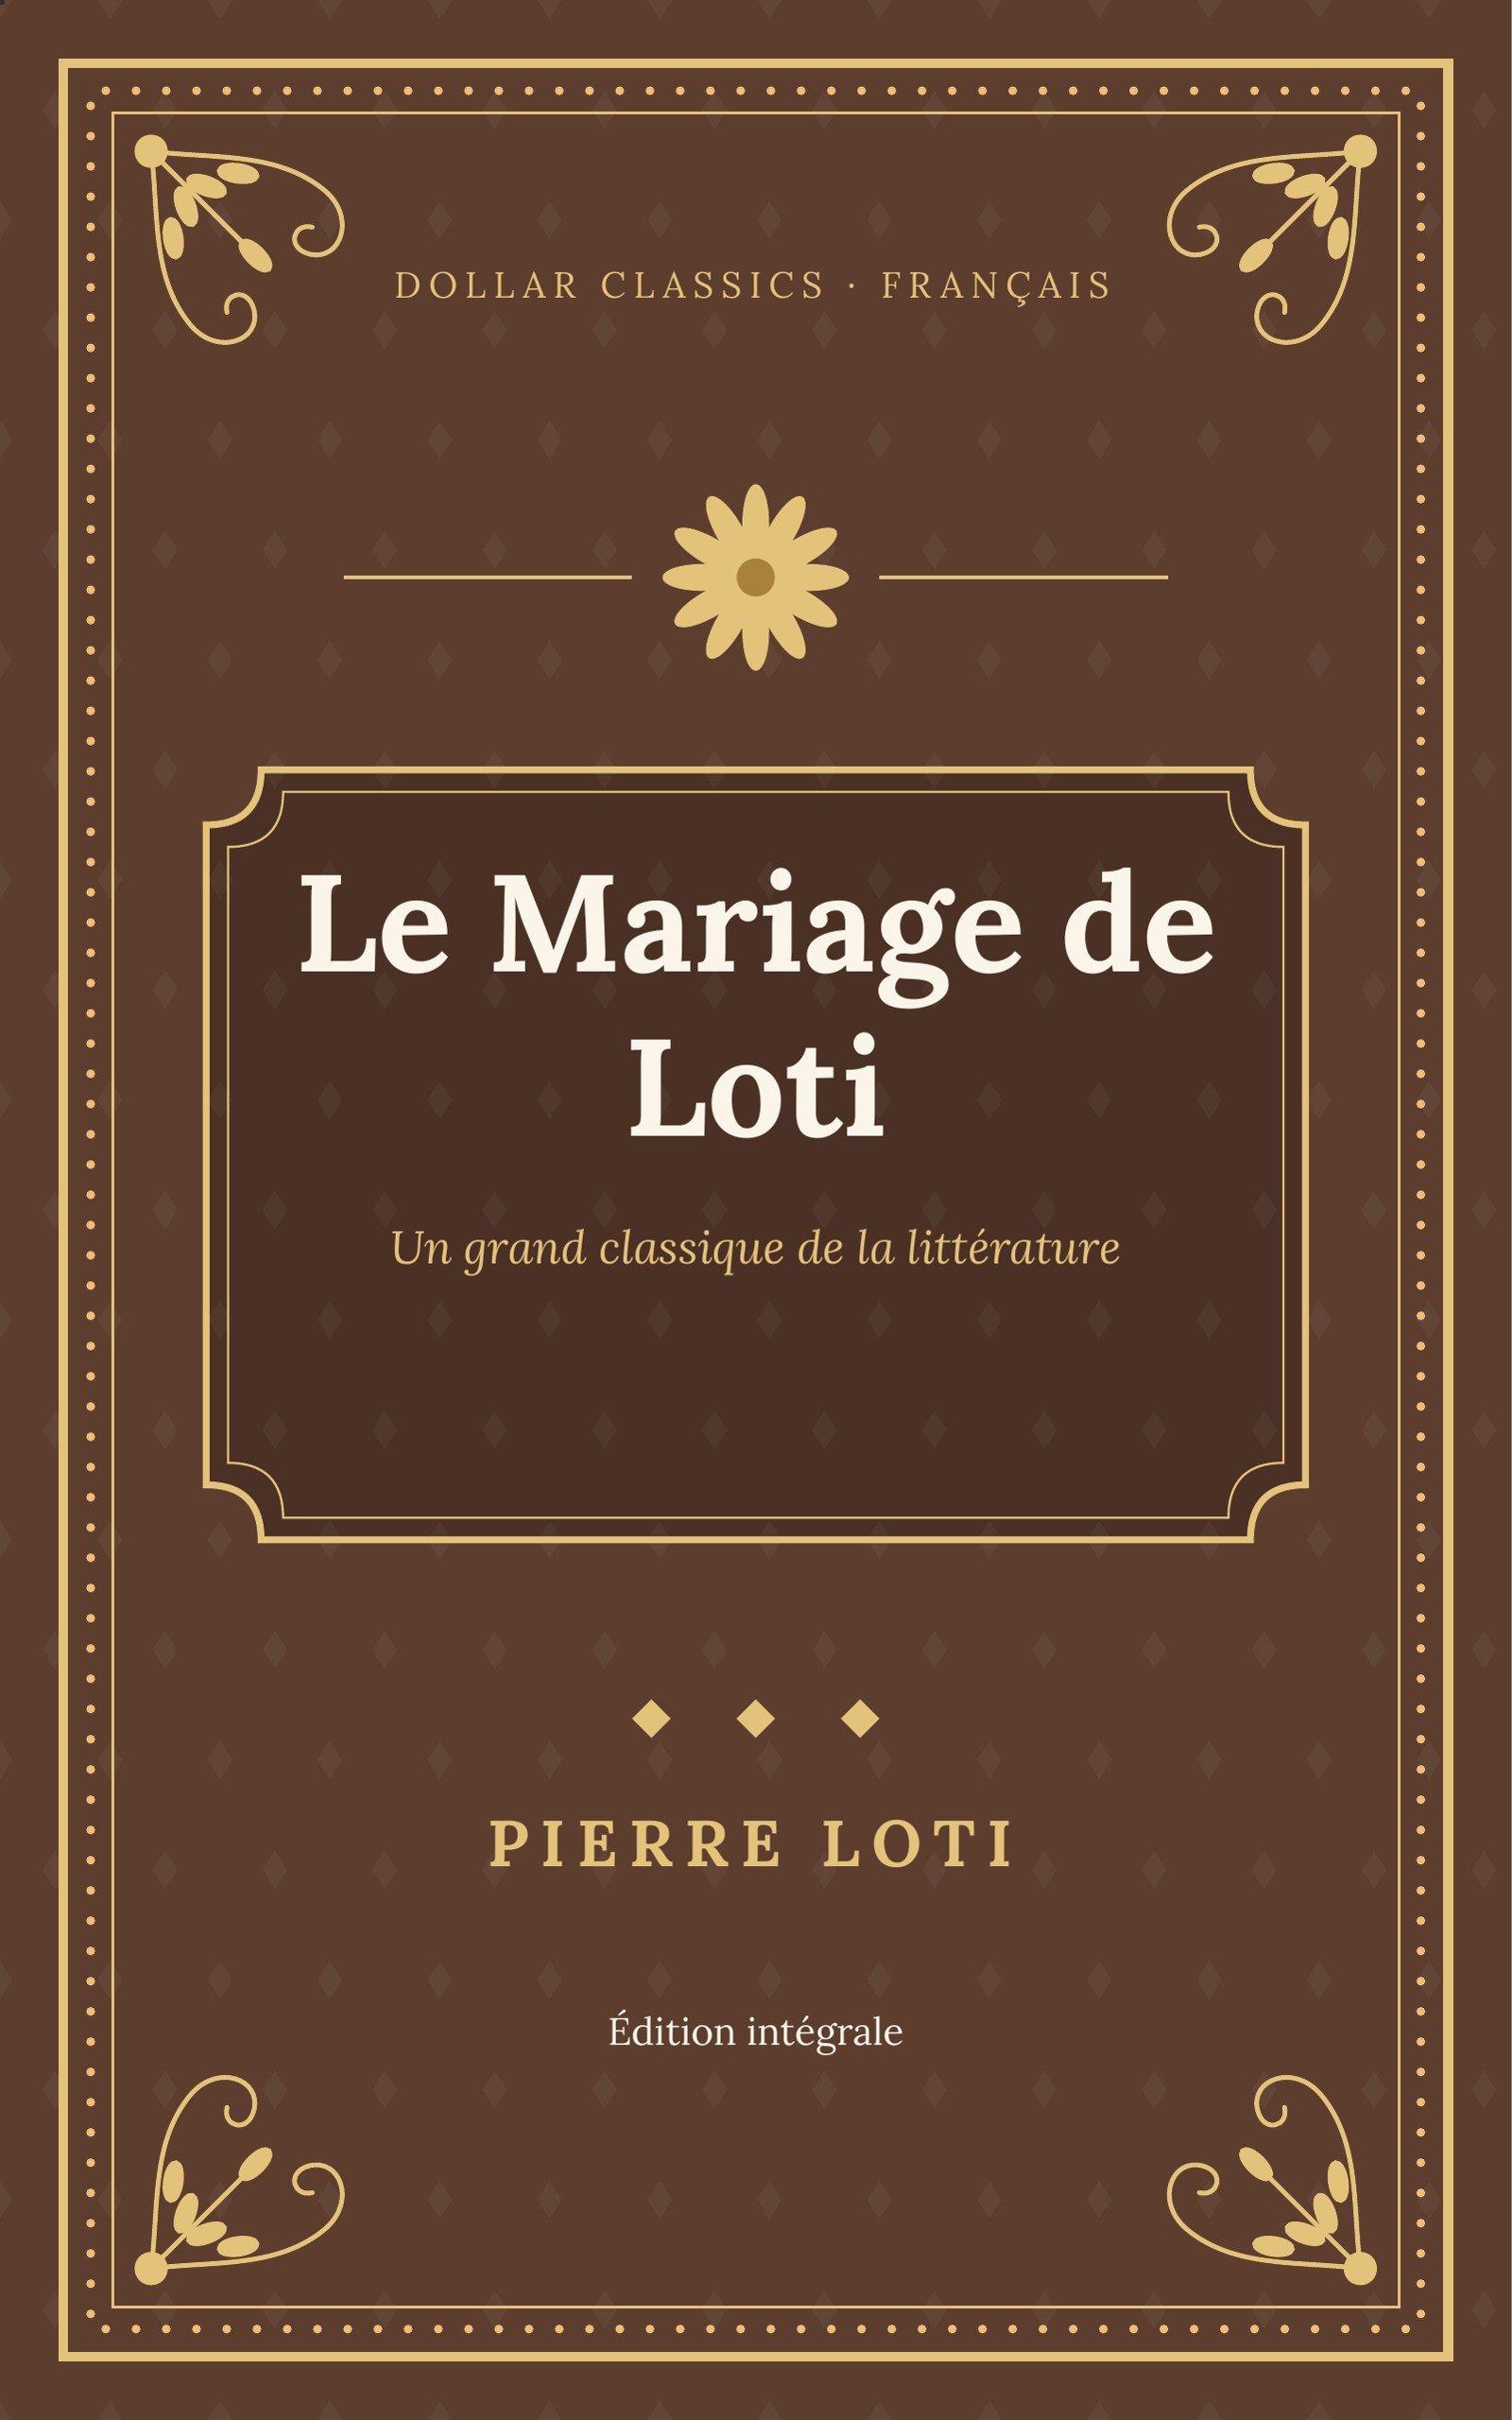 DOLLAR CLASSICS · FRANÇAIS
Le Mariage de
Loti
Un grand classique de la littérature
PIERRE LOTI
Édition intégrale